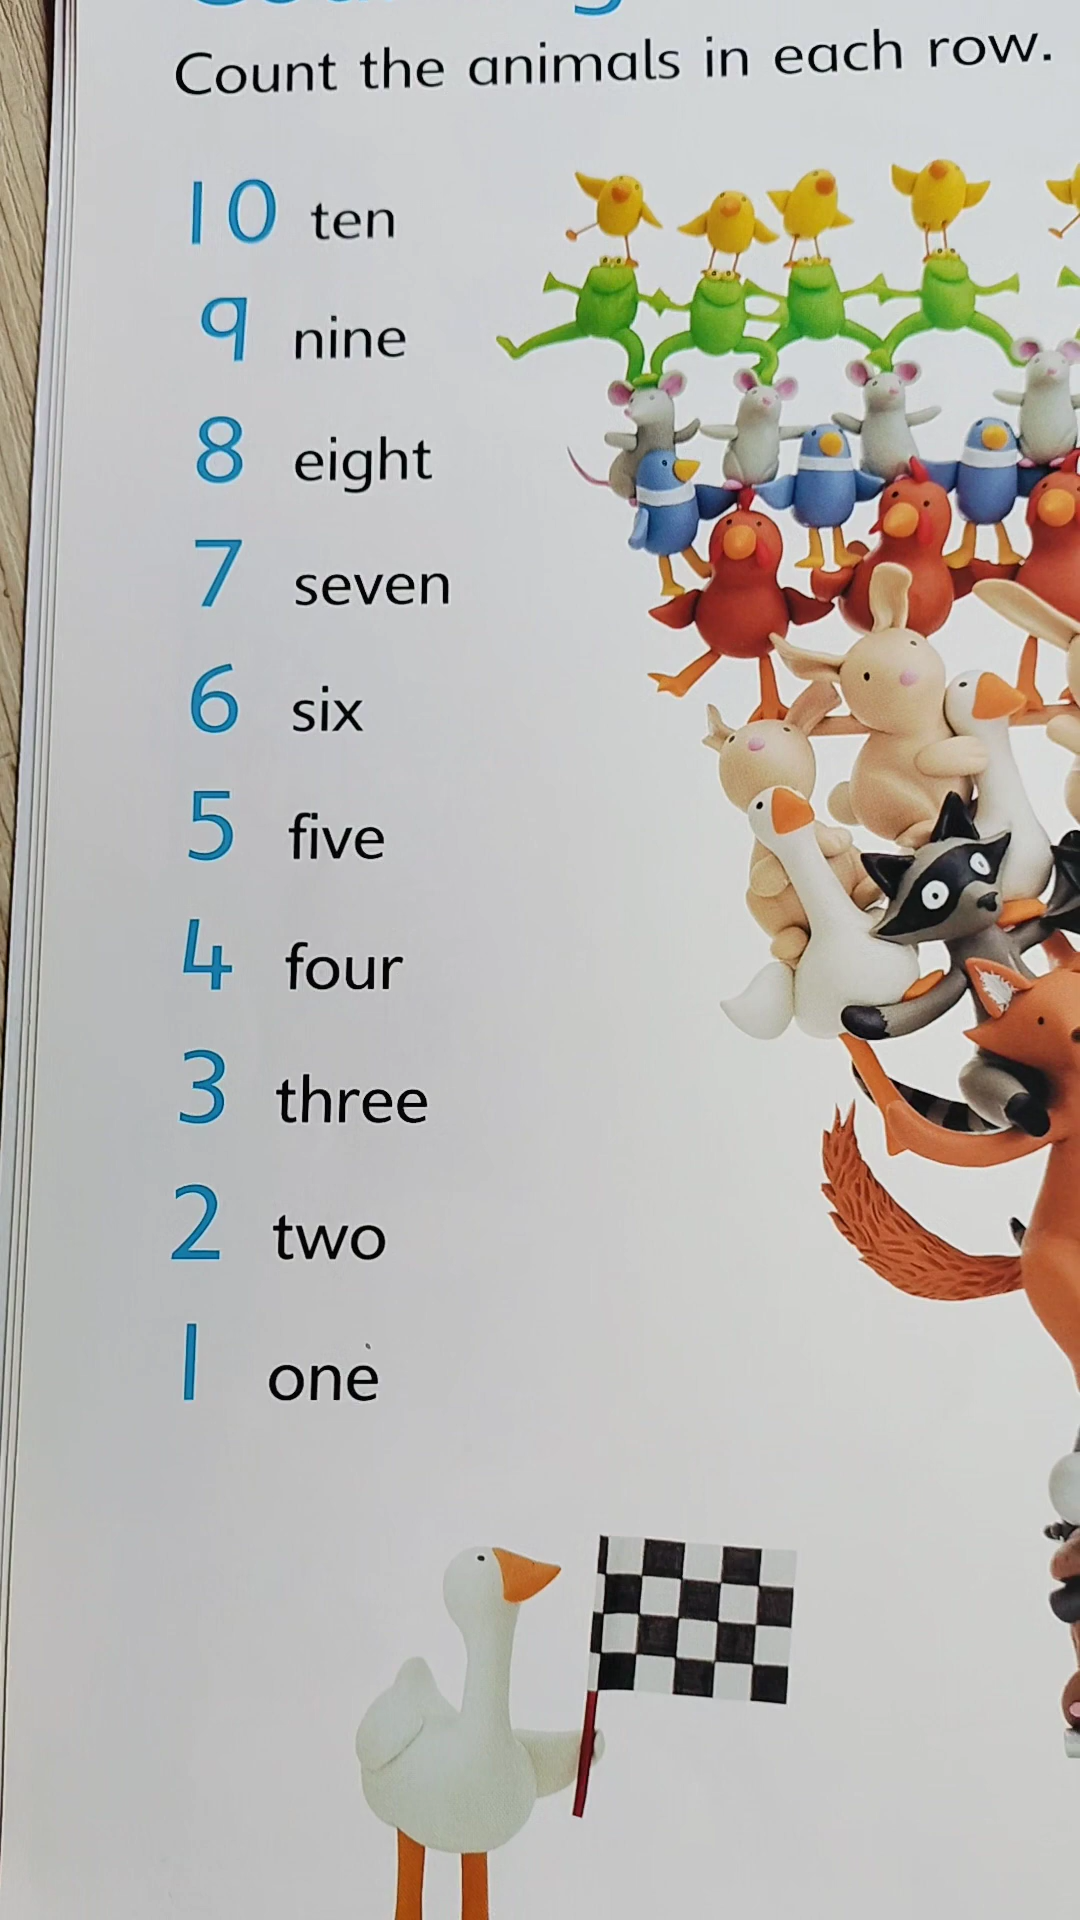 Count the animals in each row.
10 ten
9 nine
8 eight
7 seven
6 six
5 five
4 four
3 three
2 two
1 one